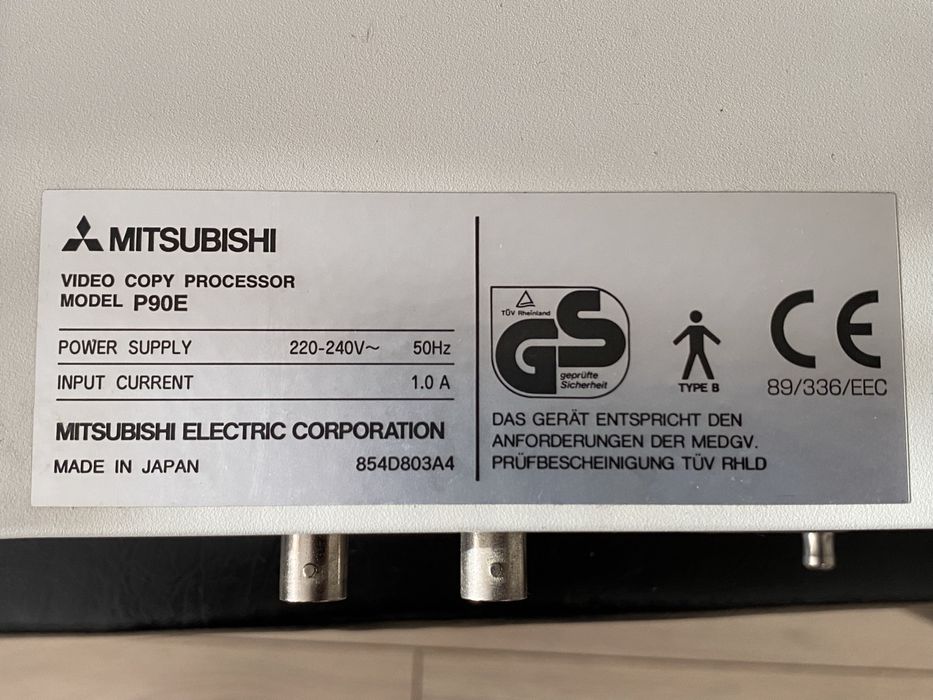 MITSUBISHI
VIDEO COPY PROCESSOR
MODEL P90E
POWER SUPPLY 220-240V~ 50Hz
INPUT CURRENT 1.0 A
MITSUBISHI ELECTRIC CORPORATION
MADE IN JAPAN 854D803A4
TÜV Rheinland
GS
geprüfte
Sicherheit
TYPE B
CE
89/336/EEC
DAS GERÄT ENTSPRICHT DEN
ANFORDERUNGEN DER MEDGV.
PRÜFBESCHEINIGUNG TÜV RHLD